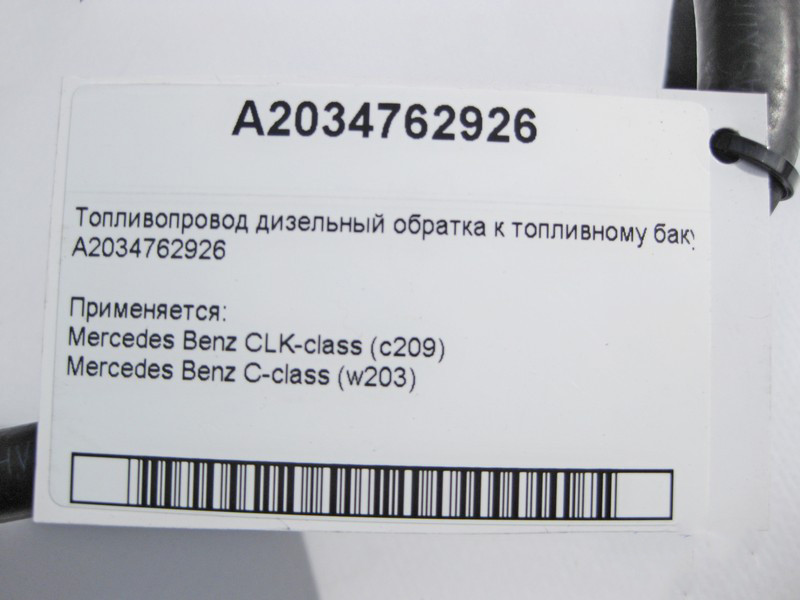 A2034762926
Топливопровод дизельный обратка к топливному баку
A2034762926
Применяется:
Mercedes Benz CLK-class (c209)
Mercedes Benz C-class (w203)